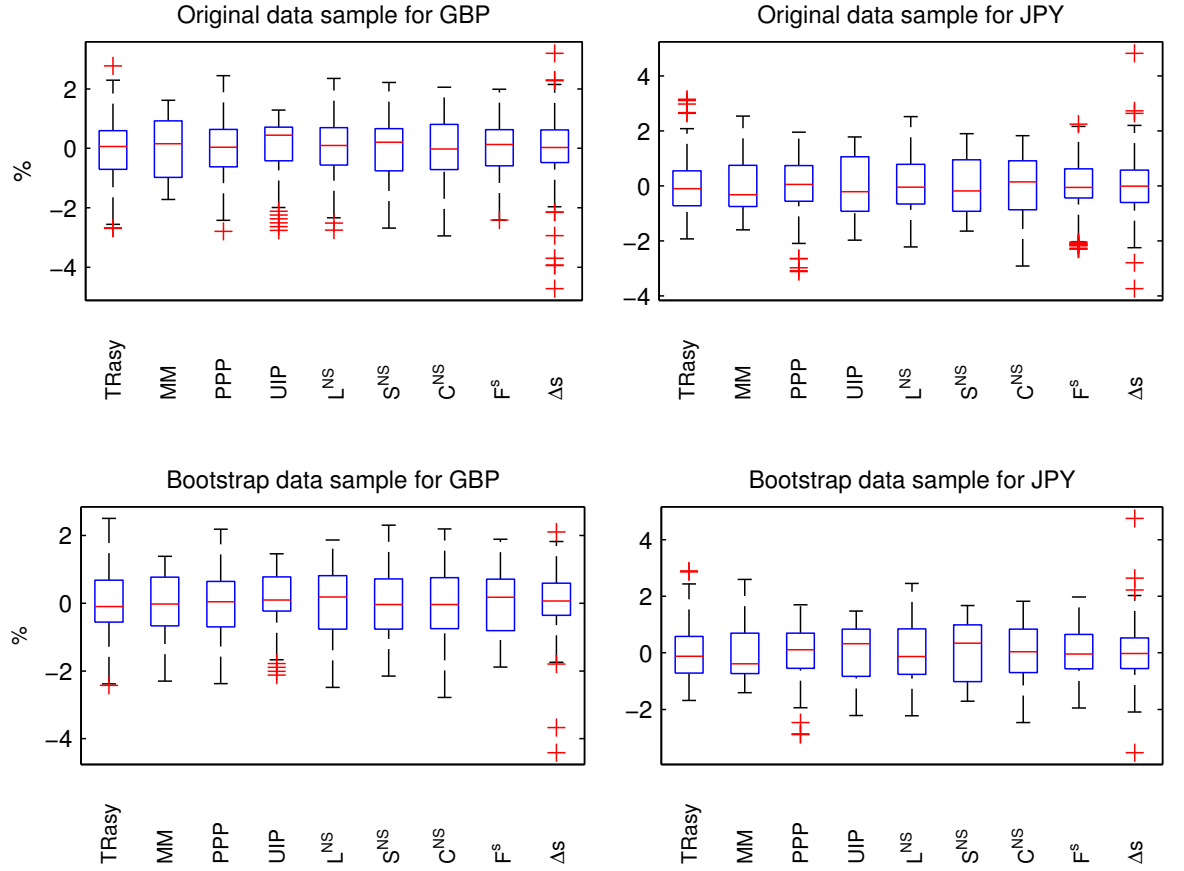 Original data sample for GBP
%
2
0
−2
−4
TRasy
MM
PPP
UIP
L^NS
S^NS
C^NS
F^s
Δs
Original data sample for JPY
4
2
0
−2
−4
TRasy
MM
PPP
UIP
L^NS
S^NS
C^NS
F^s
Δs
Bootstrap data sample for GBP
%
2
0
−2
−4
TRasy
MM
PPP
UIP
L^NS
S^NS
C^NS
F^s
Δs
Bootstrap data sample for JPY
4
2
0
−2
TRasy
MM
PPP
UIP
L^NS
S^NS
C^NS
F^s
Δs